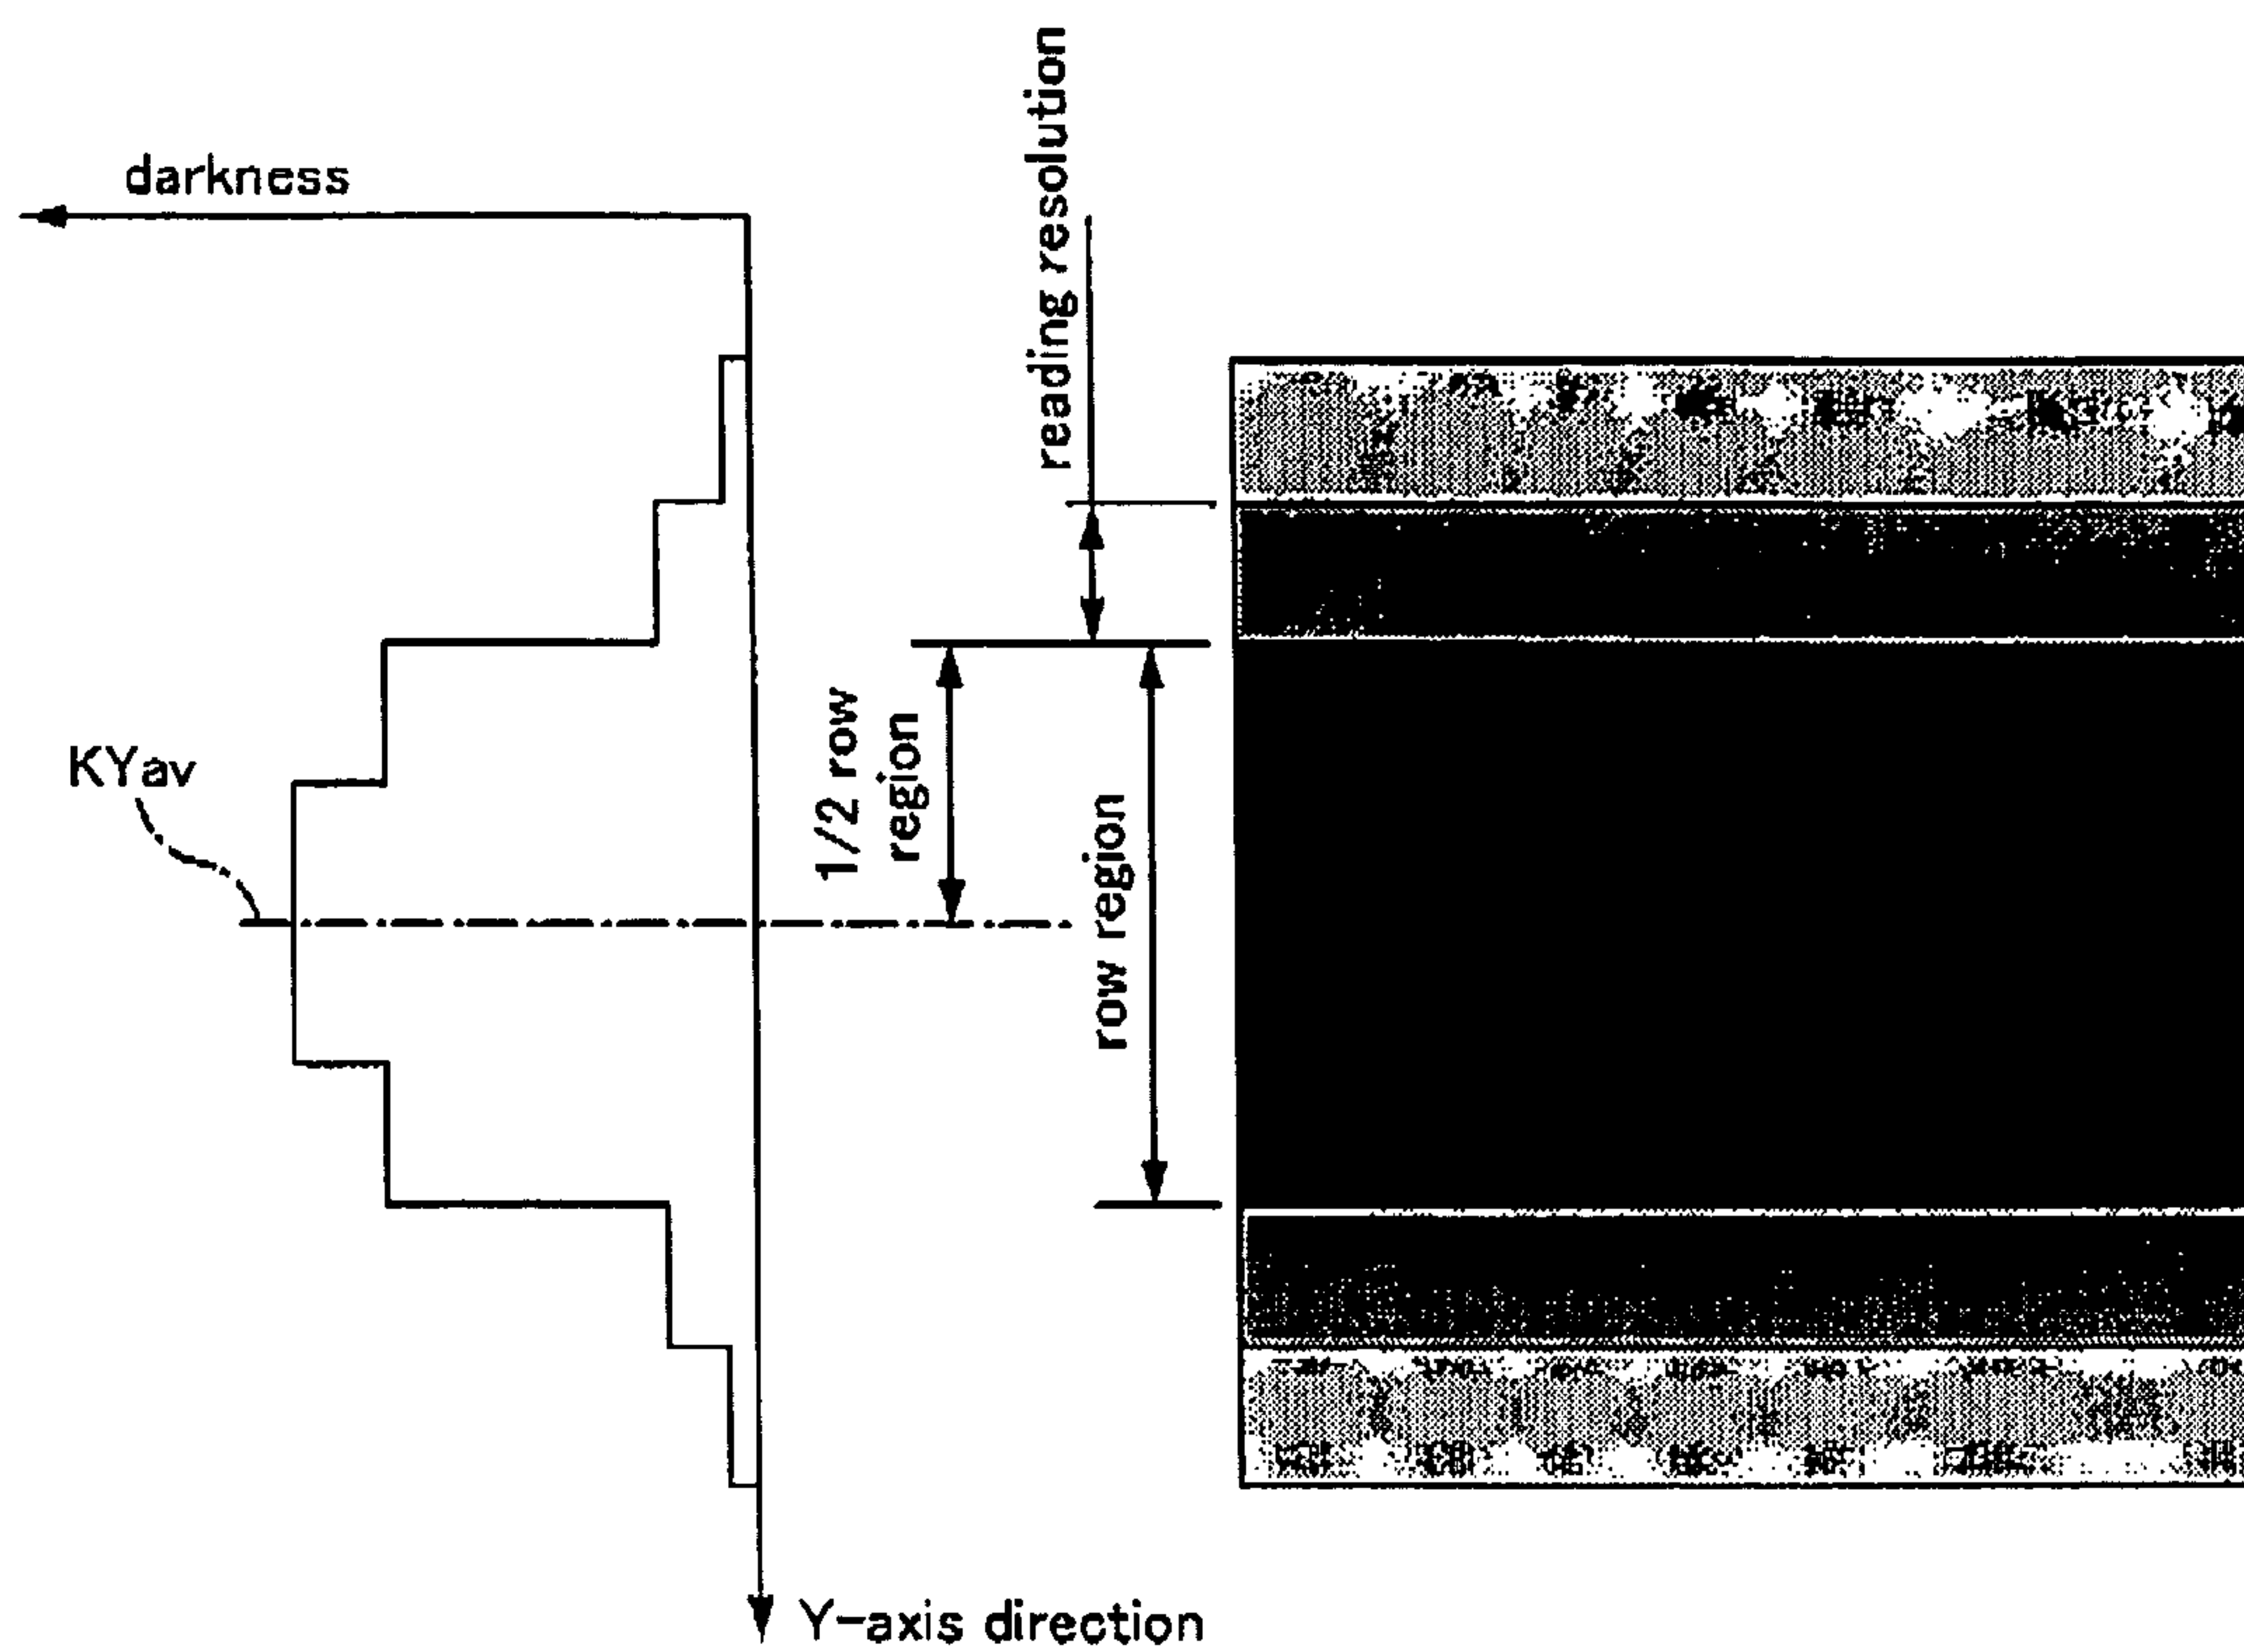 darkness
reading resolution
1/2 row
region
KYav
row region
Y-axis direction